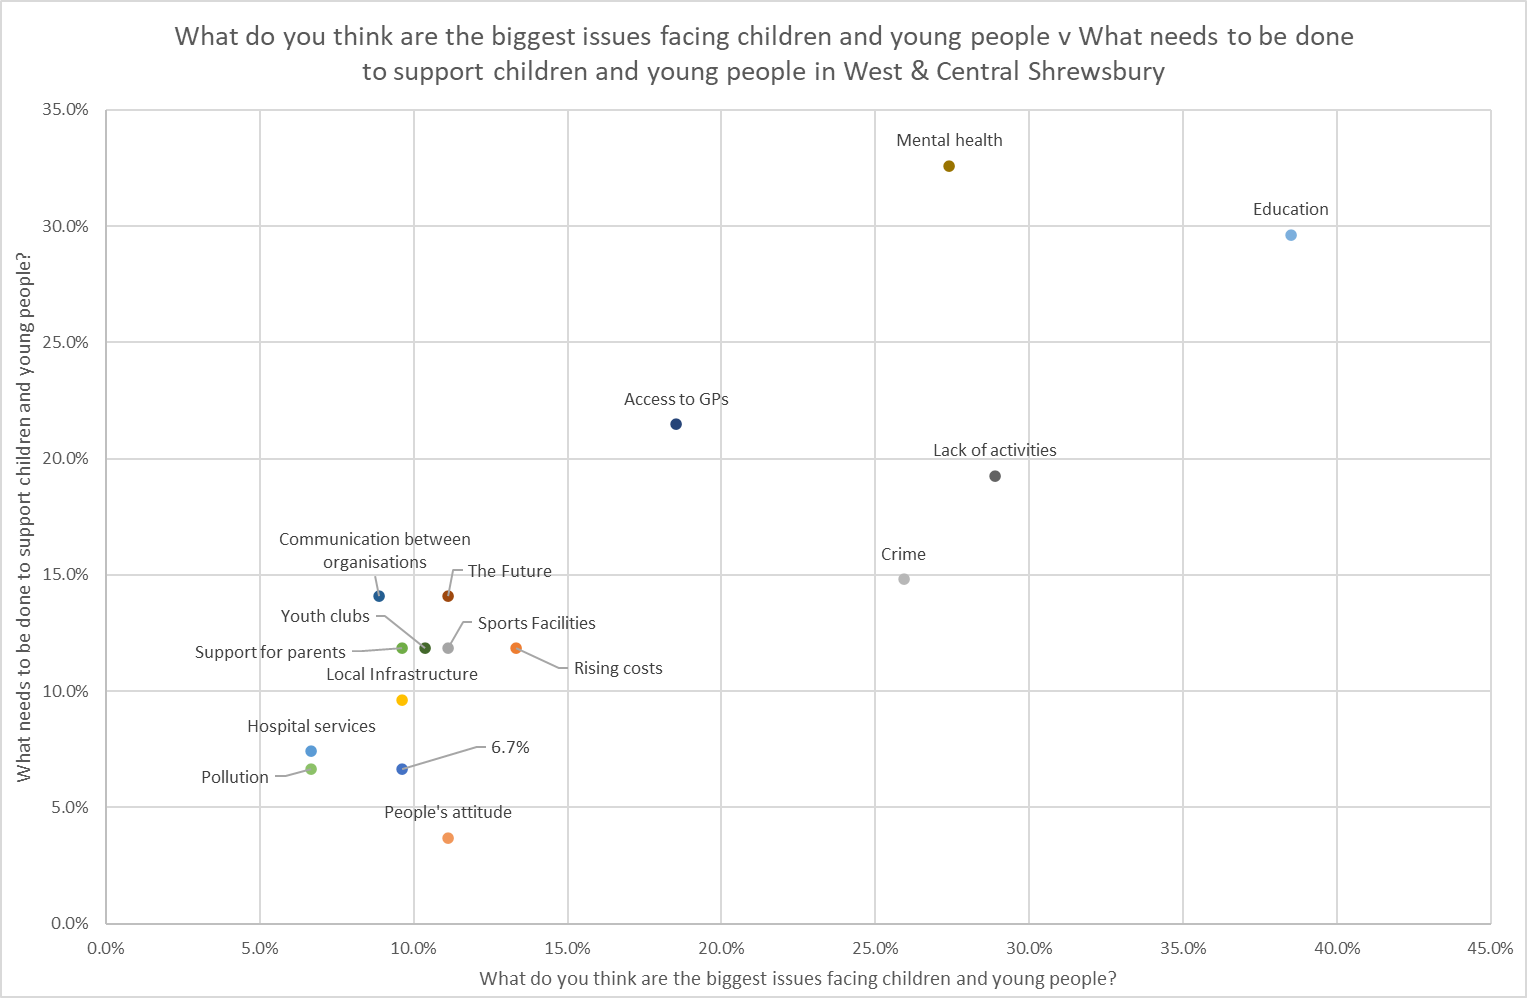 What do you think are the biggest issues facing children and young people v What needs to be done
to support children and young people in West & Central Shrewsbury
35.0%
30.0%
25.0%
20.0%
15.0%
10.0%
5.0%
0.0%
What needs to be done to support children and young people?
Mental health
Education
Access to GPs
Lack of activities
Crime
Communication between
organisations
The Future
Youth clubs
Sports Facilities
Support for parents
Rising costs
Local Infrastructure
Hospital services
6.7%
Pollution
People's attitude
0.0%
5.0%
10.0%
15.0%
20.0%
25.0%
30.0%
35.0%
40.0%
45.0%
What do you think are the biggest issues facing children and young people?